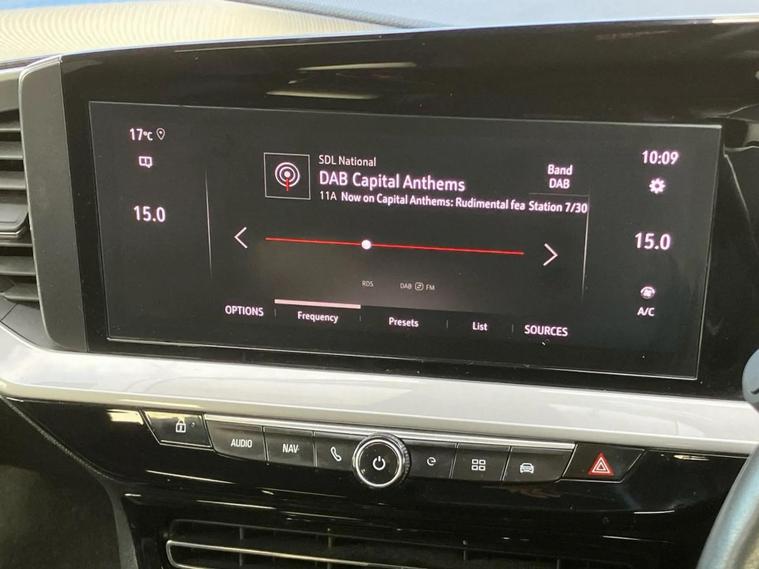 17°C
10:09
SDL National
DAB Capital Anthems
11A Now on Capital Anthems: Rudimental fea Station 7/30
Band
DAB
15.0
15.0
RDS
DAB FM
A/C
OPTIONS
Frequency
Presets
List
SOURCES
AUDIO
NAV